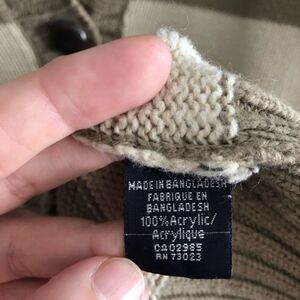 MADE IN BANGLADESH
FABRIQUE EN
BANGLADESH
100% Acrylic/
Acrylique
CA02985
RN 73023